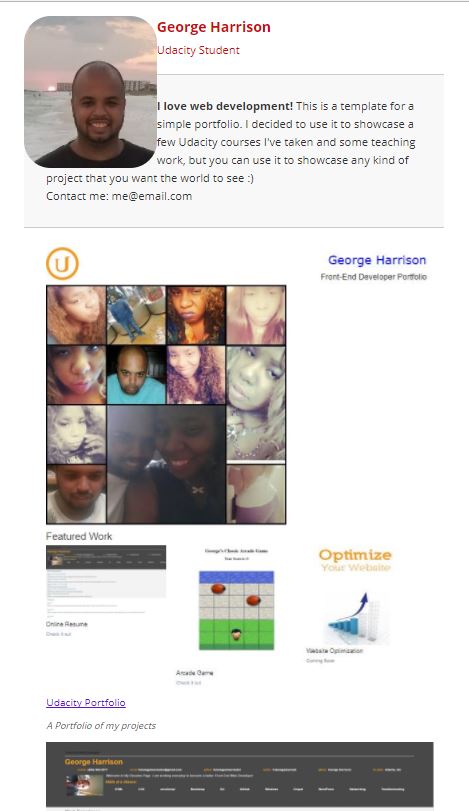 George Harrison
Udacity Student
I love web development! This is a template for a
simple portfolio. I decided to use it to showcase a
few Udacity courses I've taken and some teaching
work, but you can use it to showcase any kind of
project that you want the world to see :)
Contact me: me@email.com
U
George Harrison
Front-End Developer Portfolio
Featured Work
George's Classic Arcade Game
Optimize
Your Website
Online Resume
Check it out
Website Optimization
Coming Soon
Arcade Game
Check it out
Udacity Portfolio
A Portfolio of my projects
George Harrison